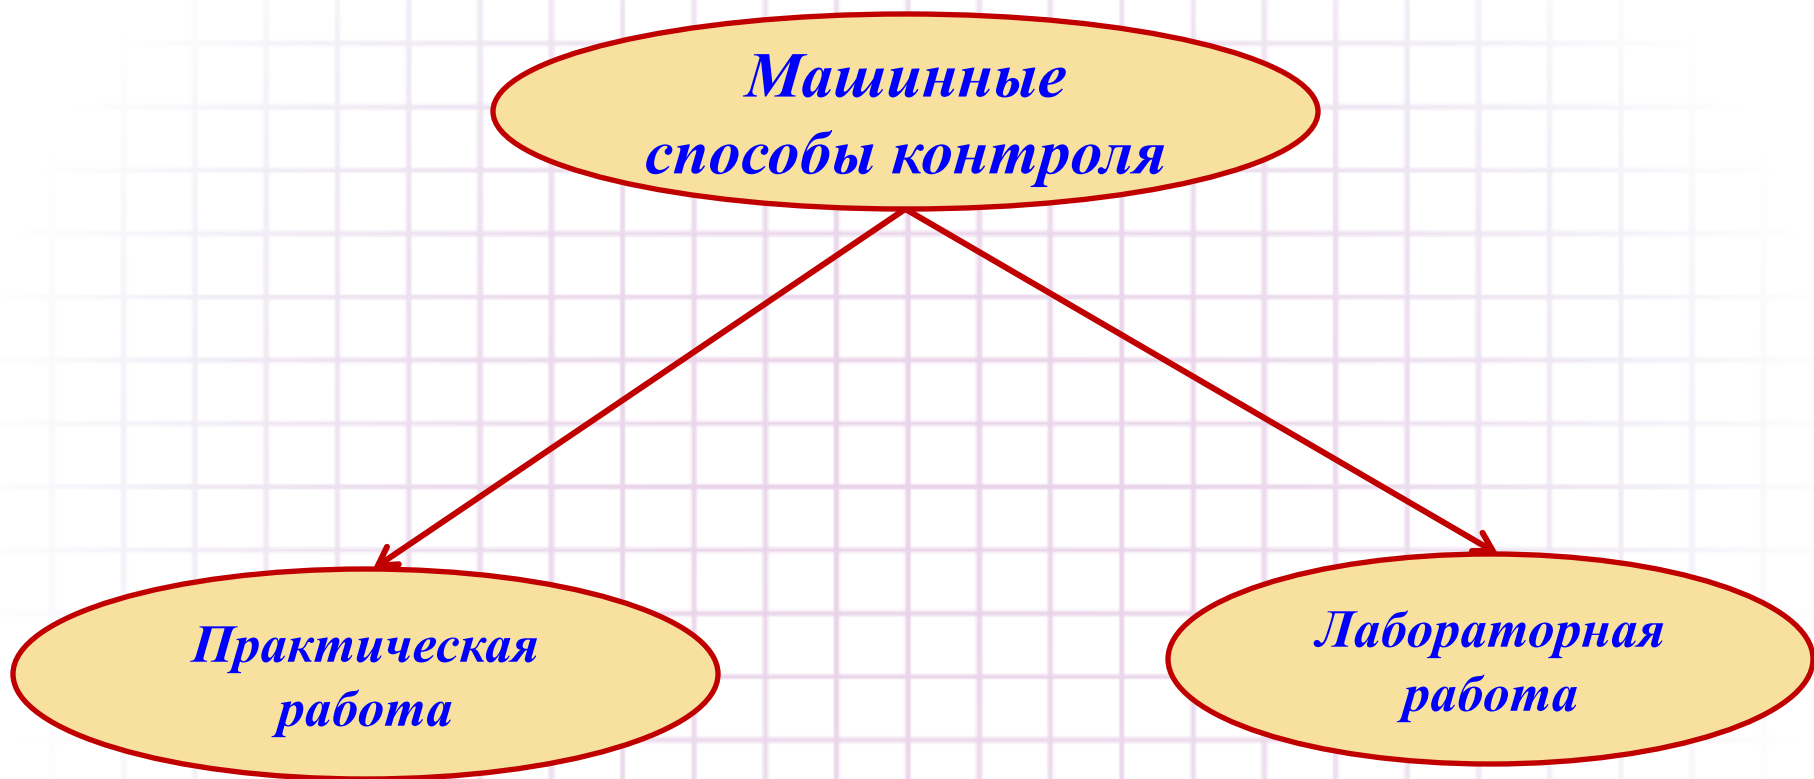 Машинные
способы контроля
Практическая
работа
Лабораторная
работа